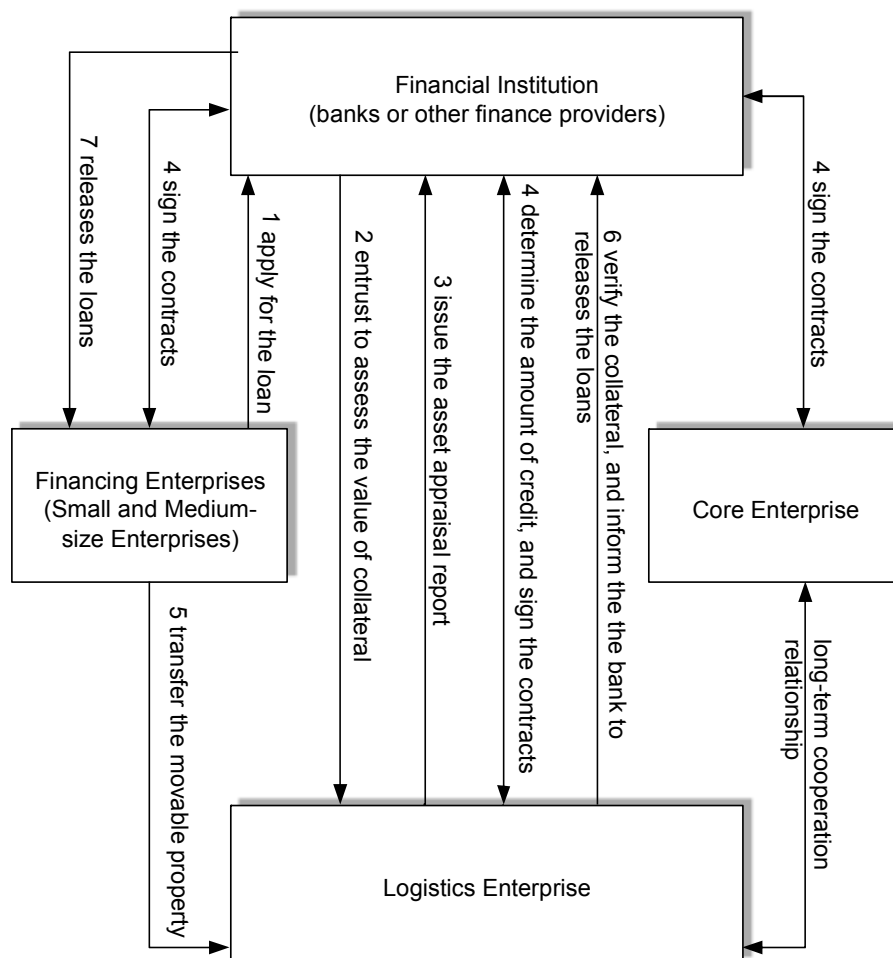 Financial Institution
(banks or other finance providers)
7 releases the loans
4 sign the contracts
1 apply for the loan
2 entrust to assess the value of collateral
3 issue the asset appraisal report
4 determine the amount of credit, and sign the contracts
6 verify the collateral, and inform the the bank to
releases the loans
4 sign the contracts
Financing Enterprises
(Small and Medium-
size Enterprises)
Core Enterprise
5 transfer the movable property
long-term cooperation
relationship
Logistics Enterprise